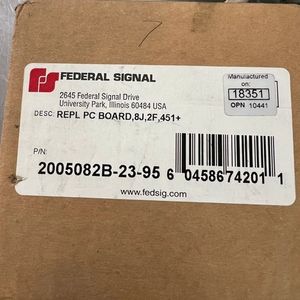 7
FEDERAL SIGNAL
2645 Federal Signal Drive
University Park, Illinois 60484 USA
Manufactured on:
18351
OPN 10441
DESC: REPL PC BOARD,8J,2F,451+
P/N:
2005082B-23-95 6 04586 74201 1
www.fedsig.com